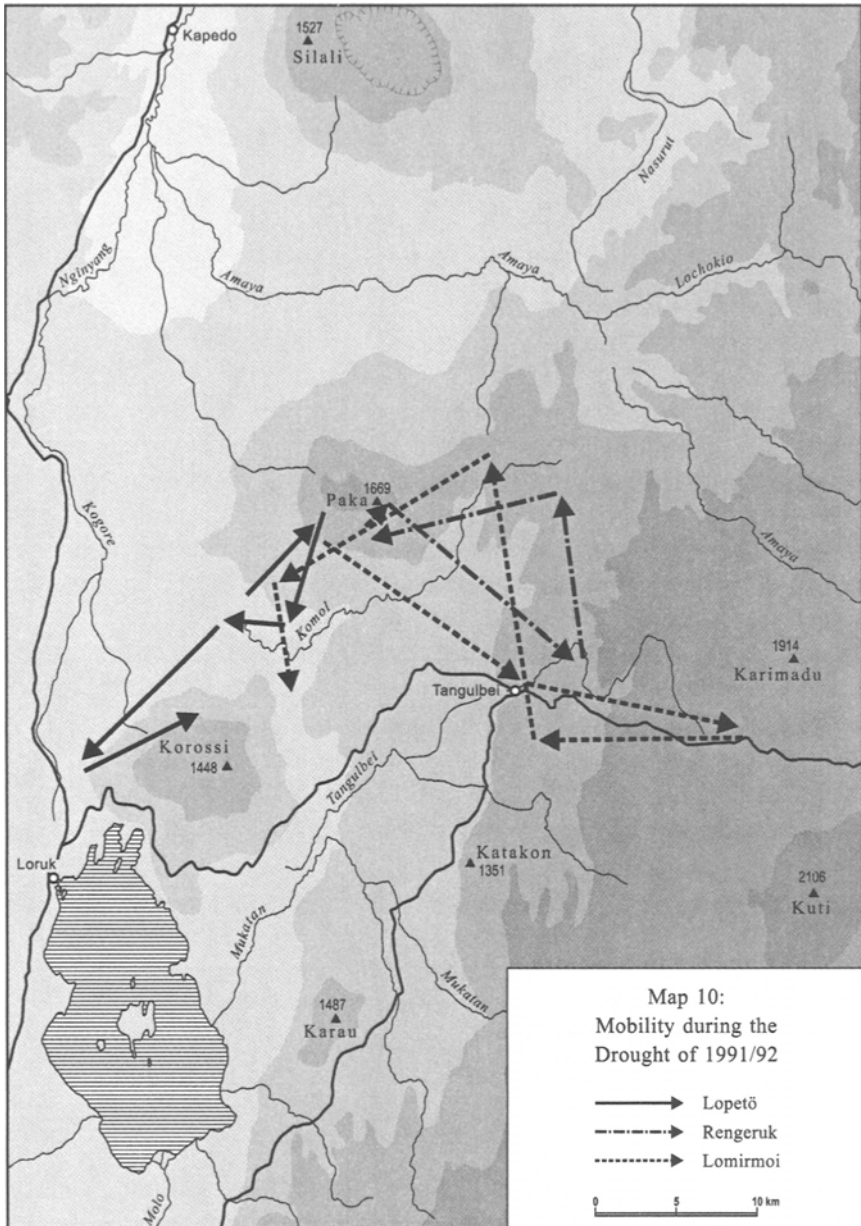 Kapedo
1527
Silali
Nasurut
Nginyang
Amaya
Amaya
Lochokio
1669
Paka
Kogore
Amaya
Komol
1914
Karimadu
Tangulbei
Korossi
1448
Tangulbei
Loruk
Katakon
1351
2106
Kuti
Mukatan
Mukatan
1487
Karau
Molo
Map 10:
Mobility during the
Drought of 1991/92
Lopetö
Rengeruk
Lomirmoi
0 5 10 km